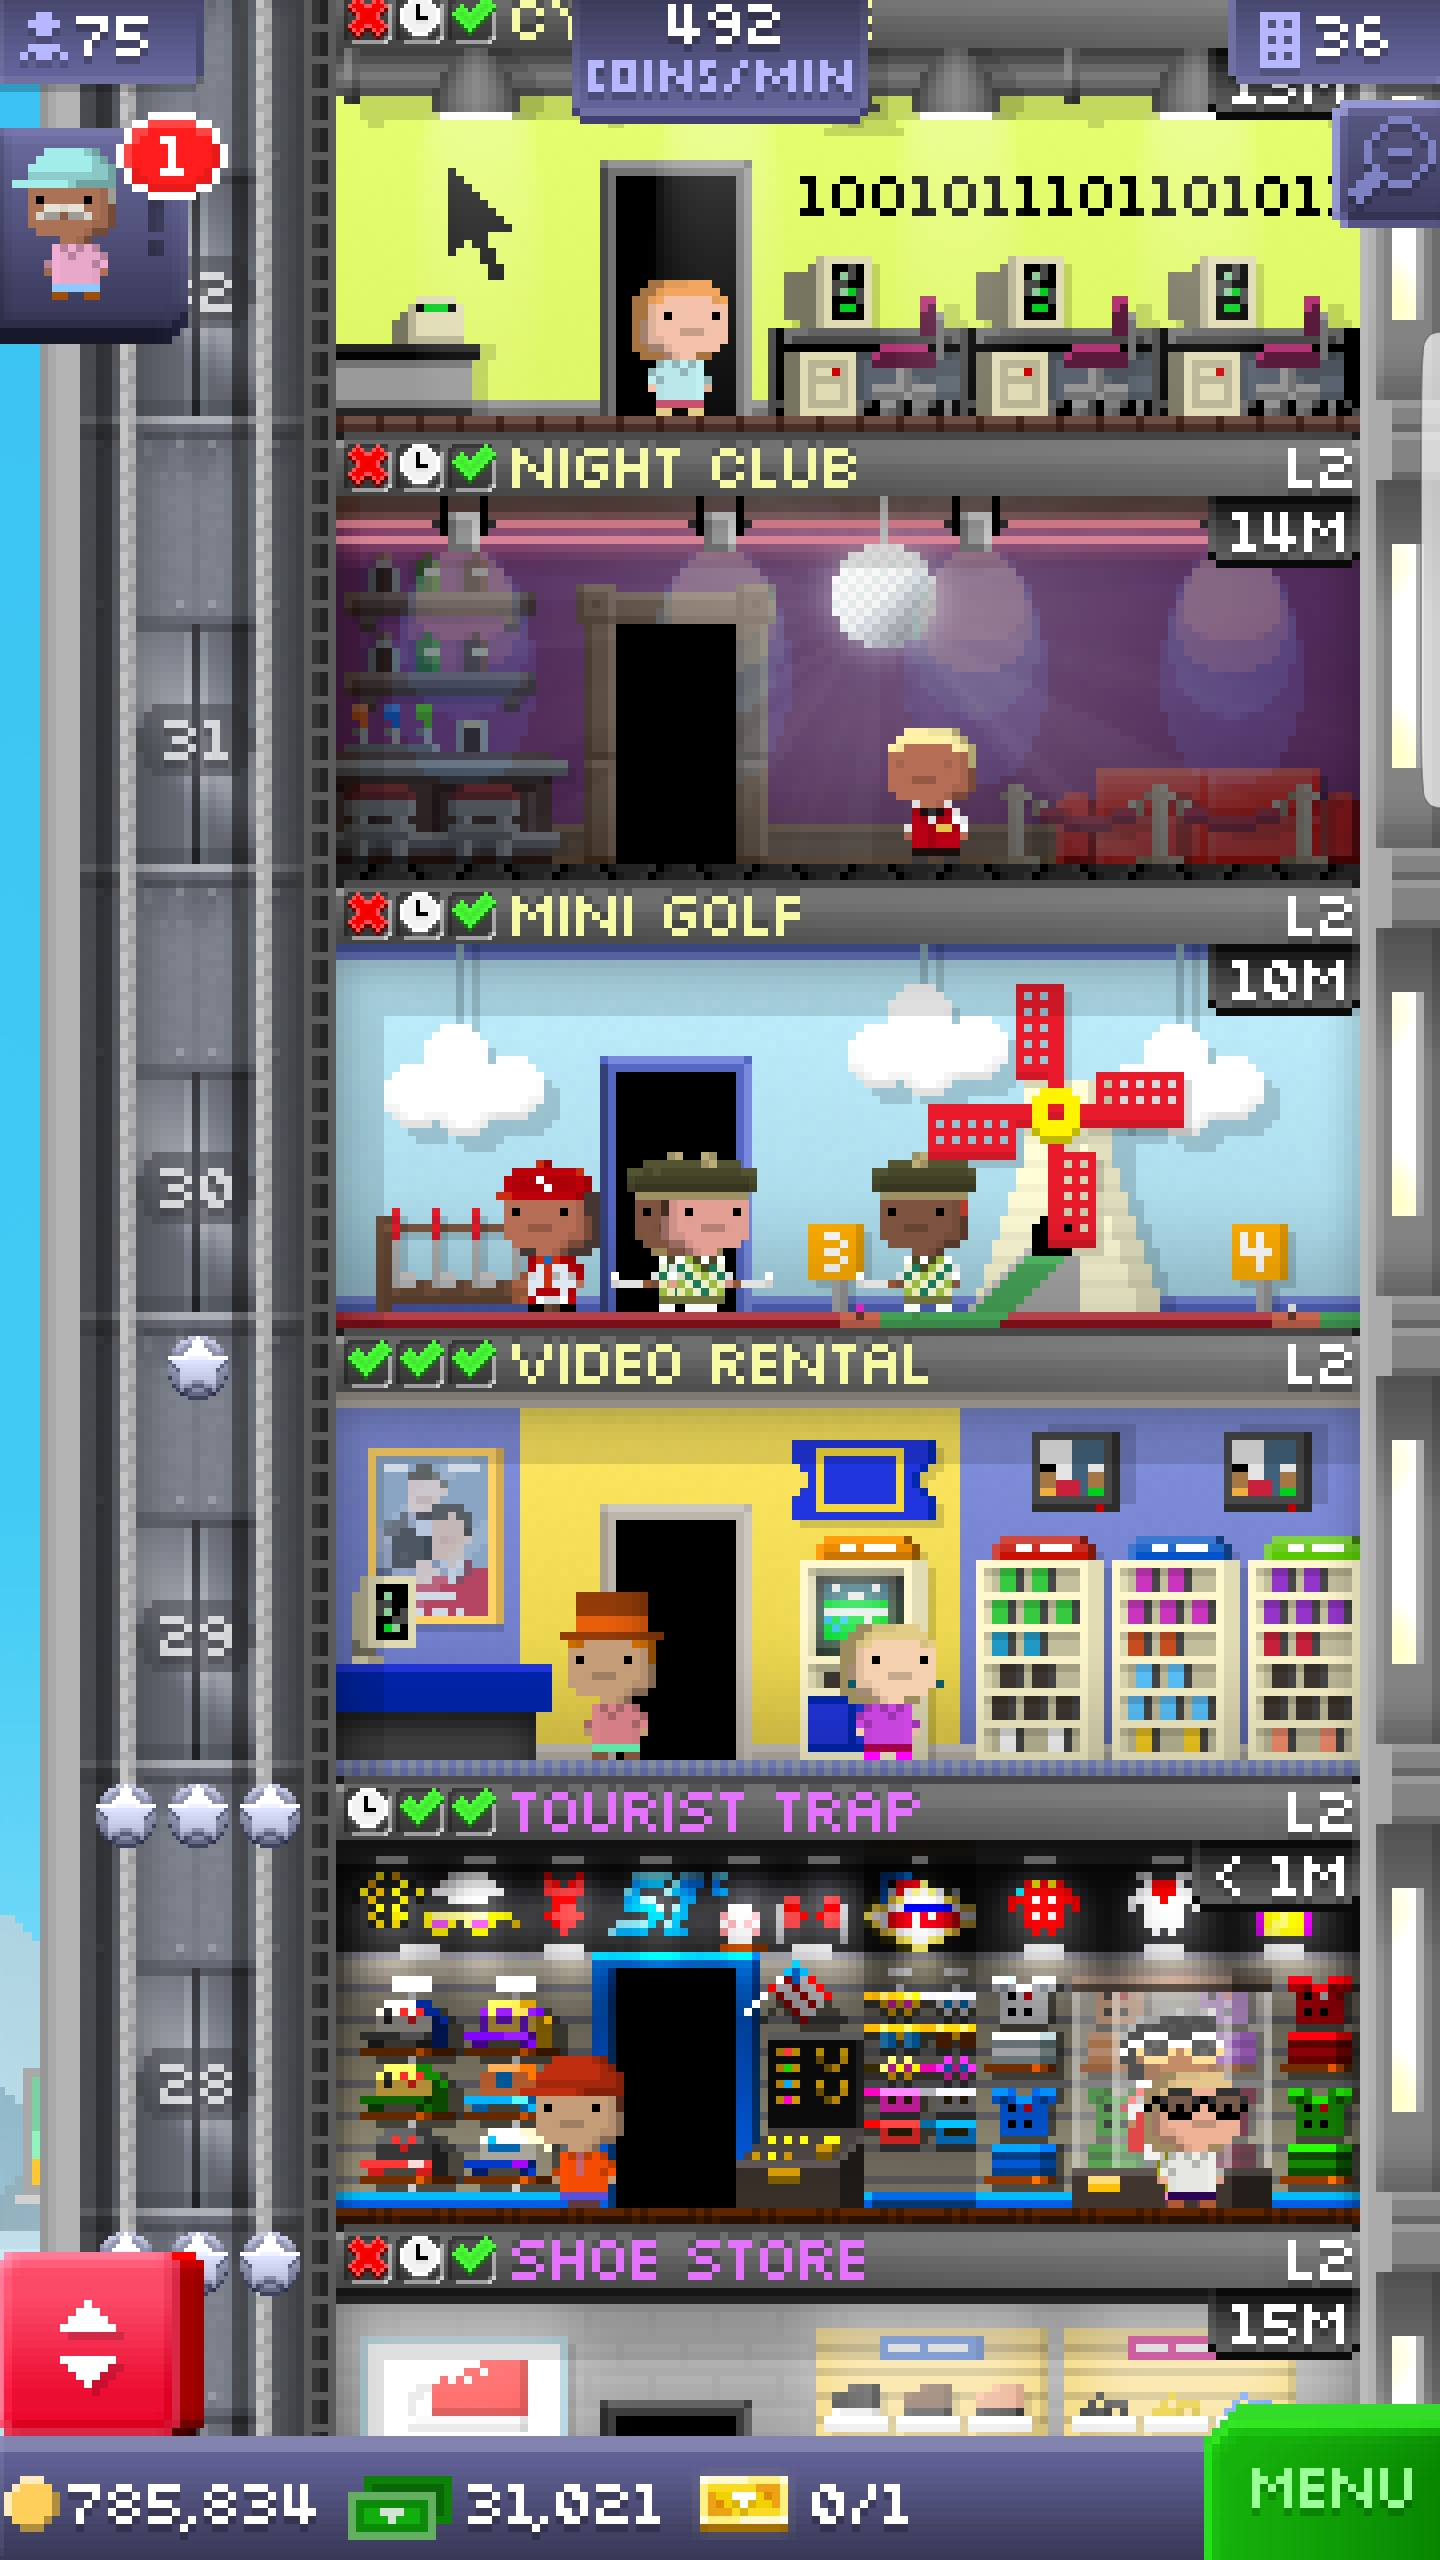 75
492
COINS/MIN
36
1
1001011101101011
NIGHT CLUB L2
14M
31
MINI GOLF L2
10M
30
3
4
VIDEO RENTAL L2
29
TOURIST TRAP L2
< 1M
28
SHOE STORE L2
15M
785,834
31,021
0/1
MENU